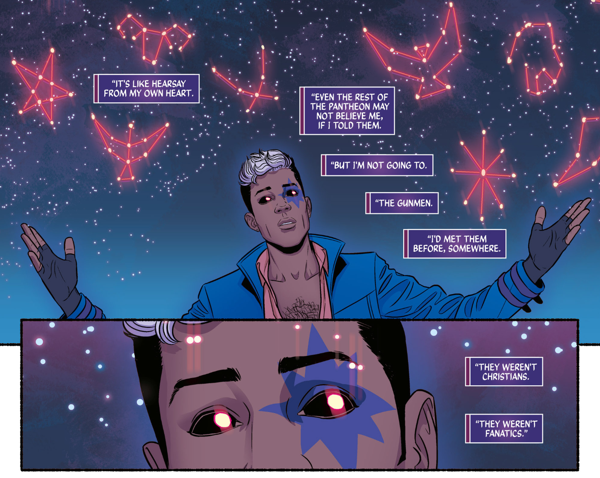 "IT'S LIKE HEARSAY
FROM MY OWN HEART.
"EVEN THE REST OF
THE PANTHEON MAY
NOT BELIEVE ME,
IF I TOLD THEM.
"BUT I'M NOT GOING TO.
"THE GUNMEN.
"I'D MET THEM
BEFORE, SOMEWHERE.
"THEY WEREN'T
CHRISTIANS.
"THEY WEREN'T
FANATICS."